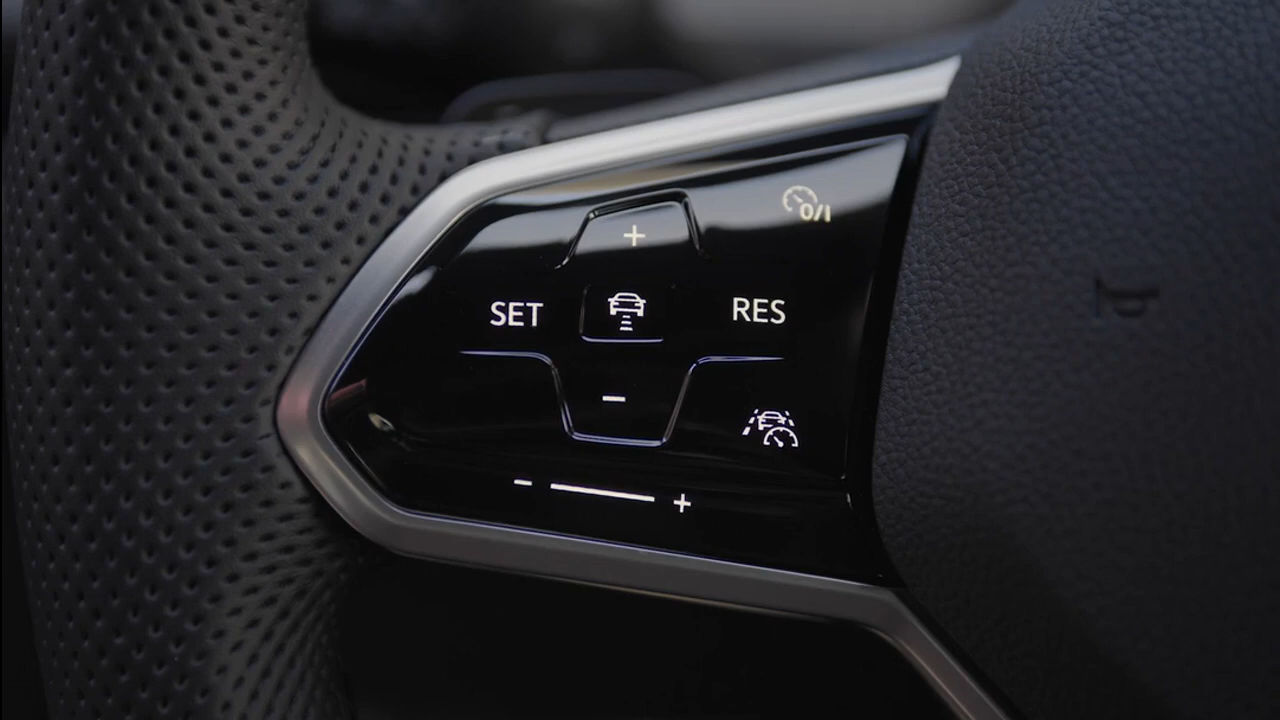 +
0/I
SET RES
-
- +